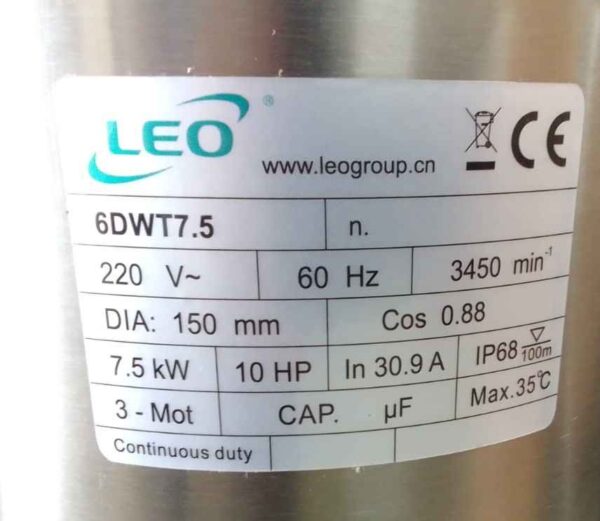 LEO ®
www.leogroup.cn
CE
6DWT7.5 n.
220 V~ 60 Hz 3450 min⁻¹
DIA: 150 mm Cos 0.88
7.5 kW 10 HP In 30.9 A IP68 100m
3 - Mot CAP. µF Max.35℃
Continuous duty